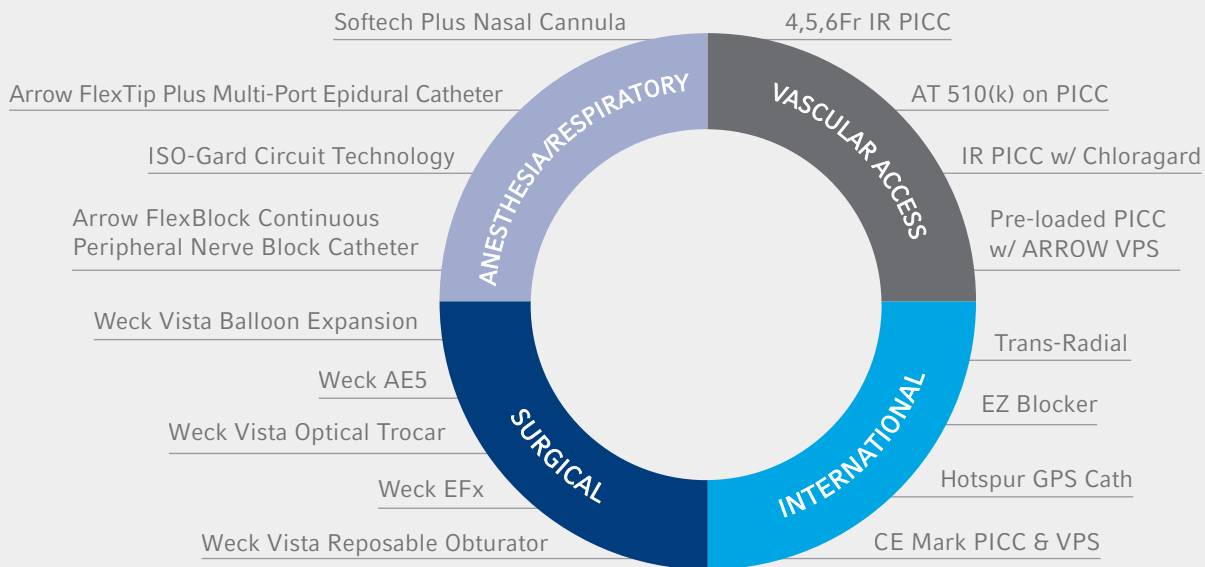 Softech Plus Nasal Cannula
Arrow FlexTip Plus Multi-Port Epidural Catheter
ISO-Gard Circuit Technology
Arrow FlexBlock Continuous
Peripheral Nerve Block Catheter
ANESTHESIA/RESPIRATORY
4,5,6Fr IR PICC
AT 510(k) on PICC
IR PICC w/ Chloragard
Pre-loaded PICC
w/ ARROW VPS
VASCULAR ACCESS
Weck Vista Balloon Expansion
Weck AE5
Weck Vista Optical Trocar
Weck EFx
Weck Vista Reposable Obturator
SURGICAL
Trans-Radial
EZ Blocker
Hotspur GPS Cath
CE Mark PICC & VPS
INTERNATIONAL